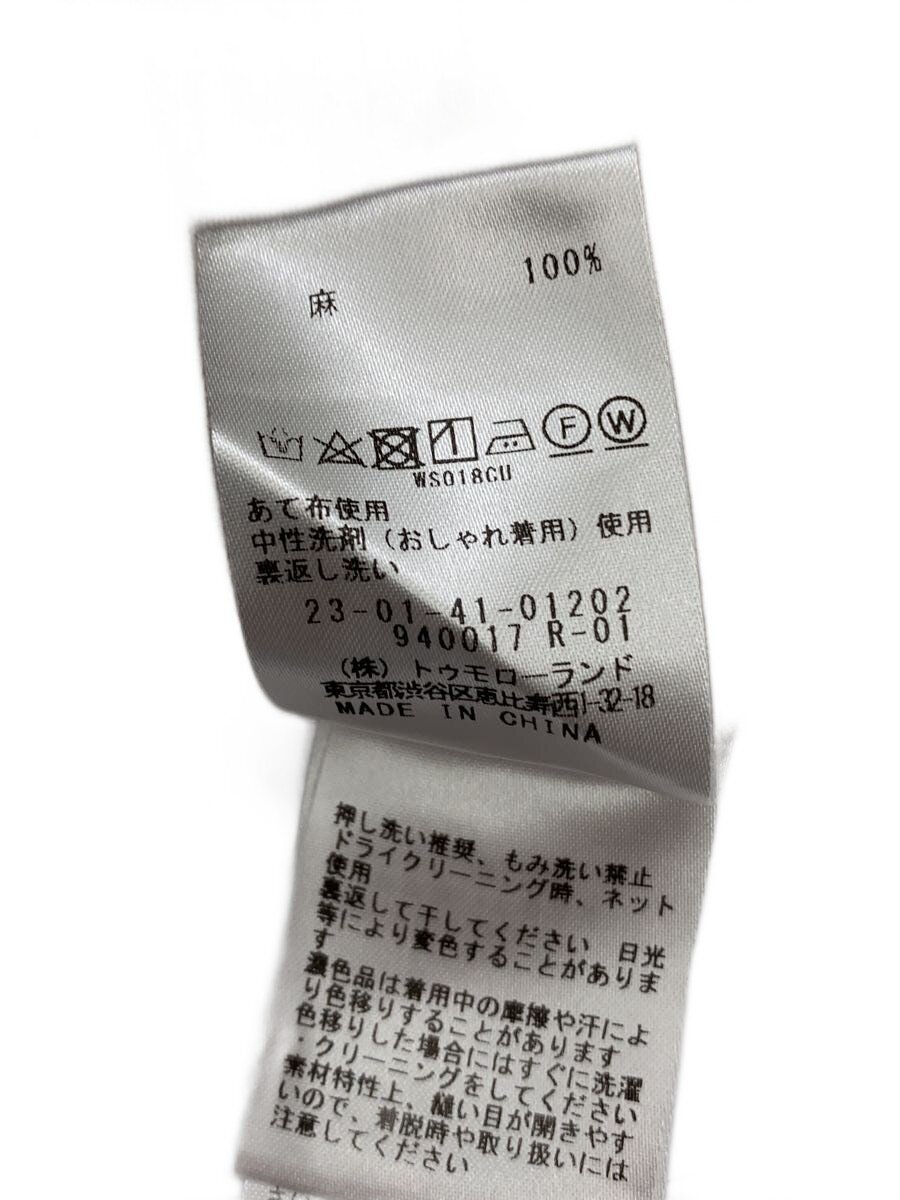 麻 100%
F W
WS018CU
あて布使用
中性洗剤（おしゃれ着用）使用
裏返し洗い
23-01-41-01202
940017 R-01
（株）トゥモローランド
東京都渋谷区恵比寿西1-32-18
MADE IN CHINA
押し洗い推奨、もみ洗い禁止
ドライクリーニング時、ネット
使用
裏返して干してください 日光
等により変色することがありま
す
濃色品は着用中の摩擦や汗によ
り色移りすることがあります
色移りした場合にはすぐに洗濯
・クリーニングをしてください
素材特性上、縫い目が開きやす
いので、着脱時や取り扱いには
注意してください